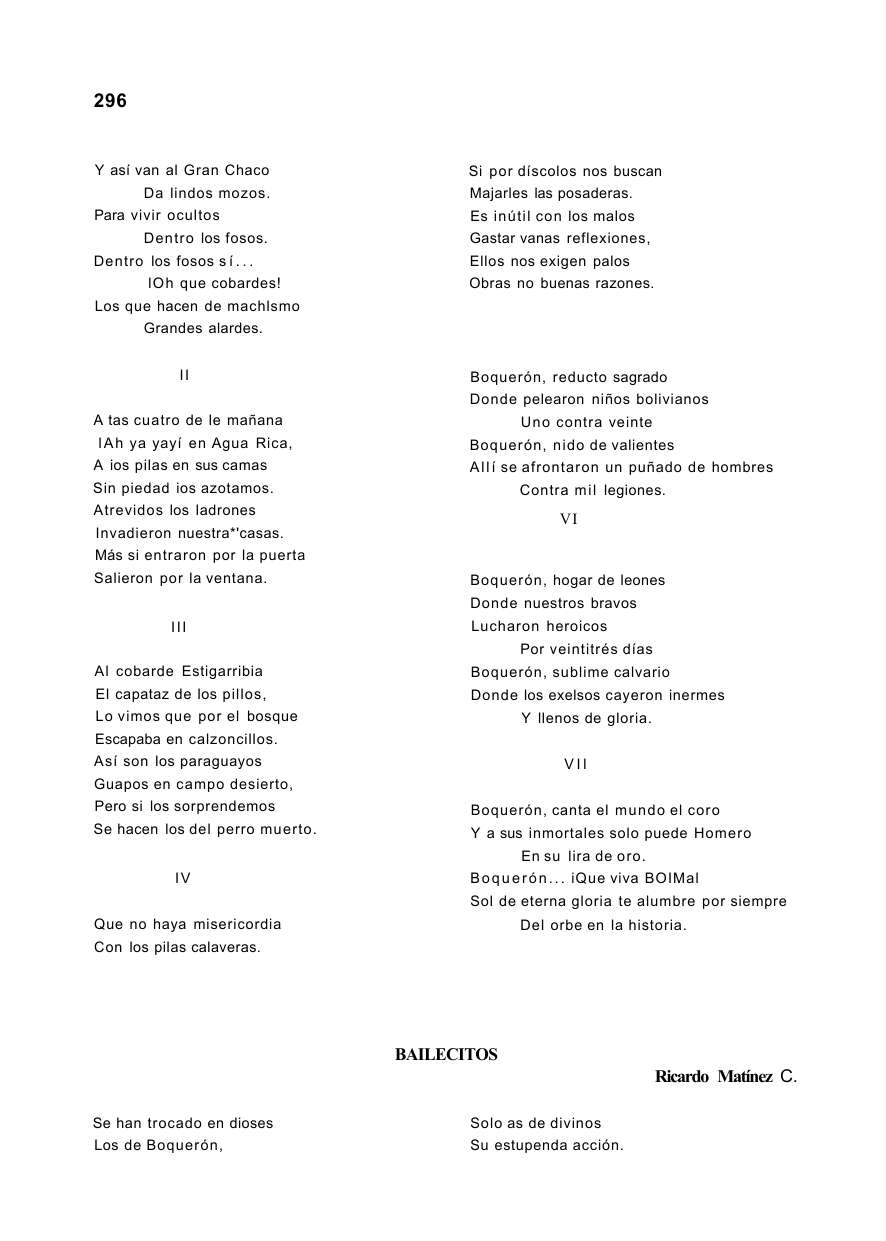 296
Y así van al Gran Chaco
Da lindos mozos.
Para vivir ocultos
Dentro los fosos.
Dentro los fosos sí...
lOh que cobardes!
Los que hacen de machlsmo
Grandes alardes.
II
A tas cuatro de le mañana
lAh ya yayí en Agua Rica,
A ios pilas en sus camas
Sin piedad ios azotamos.
Atrevidos los ladrones
Invadieron nuestra*'casas.
Más si entraron por la puerta
Salieron por la ventana.
III
Al cobarde Estigarribia
El capataz de los pillos,
Lo vimos que por el bosque
Escapaba en calzoncillos.
Así son los paraguayos
Guapos en campo desierto,
Pero si los sorprendemos
Se hacen los del perro muerto.
IV
Que no haya misericordia
Con los pilas calaveras.
Si por díscolos nos buscan
Majarles las posaderas.
Es inútil con los malos
Gastar vanas reflexiones,
Ellos nos exigen palos
Obras no buenas razones.
Boquerón, reducto sagrado
Donde pelearon niños bolivianos
Uno contra veinte
Boquerón, nido de valientes
Allí se afrontaron un puñado de hombres
Contra mil legiones.
VI
Boquerón, hogar de leones
Donde nuestros bravos
Lucharon heroicos
Por veintitrés días
Boquerón, sublime calvario
Donde los exelsos cayeron inermes
Y llenos de gloria.
VII
Boquerón, canta el mundo el coro
Y a sus inmortales solo puede Homero
En su lira de oro.
Boquerón... iQue viva BOlMal
Sol de eterna gloria te alumbre por siempre
Del orbe en la historia.
BAILECITOS
Ricardo Matínez C.
Se han trocado en dioses
Los de Boquerón,
Solo as de divinos
Su estupenda acción.